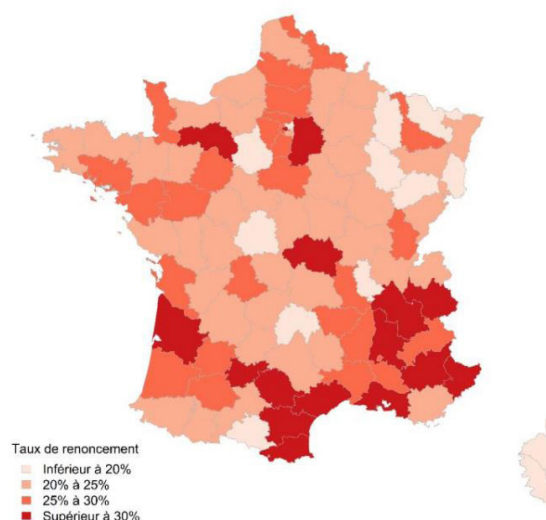 Taux de renoncement
Inférieur à 20%
20% à 25%
25% à 30%
Supérieur à 30%